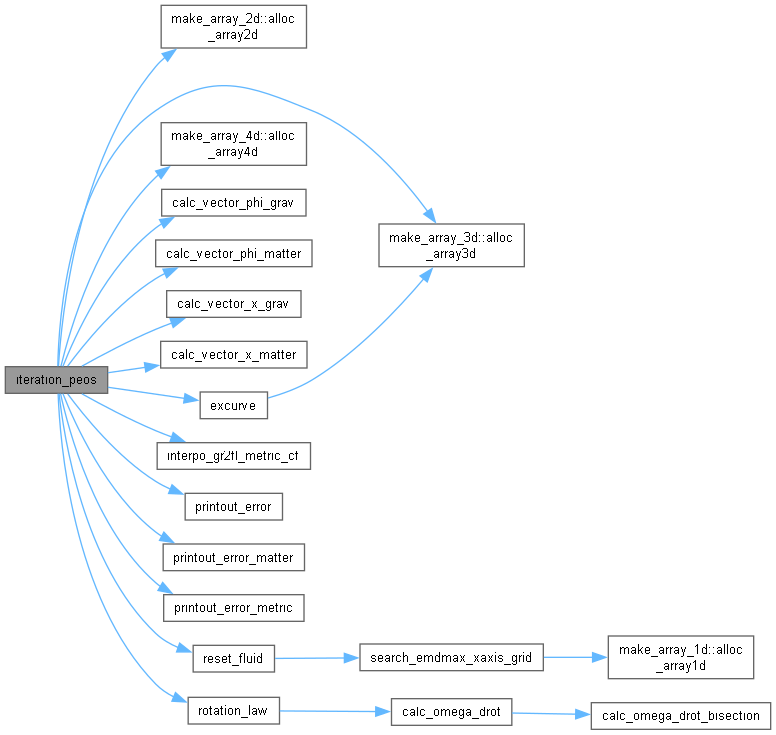 make_array_2d::alloc
_array2d
make_array_4d::alloc
_array4d
calc_vector_phi_grav
make_array_3d::alloc
_array3d
calc_vector_phi_matter
calc_vector_x_grav
calc_vector_x_matter
iteration_peos
excurve
interpo_gr2fl_metric_cf
printout_error
printout_error_matter
printout_error_metric
reset_fluid
search_emdmax_xaxis_grid
make_array_1d::alloc
_array1d
rotation_law
calc_omega_drot
calc_omega_drot_bisection